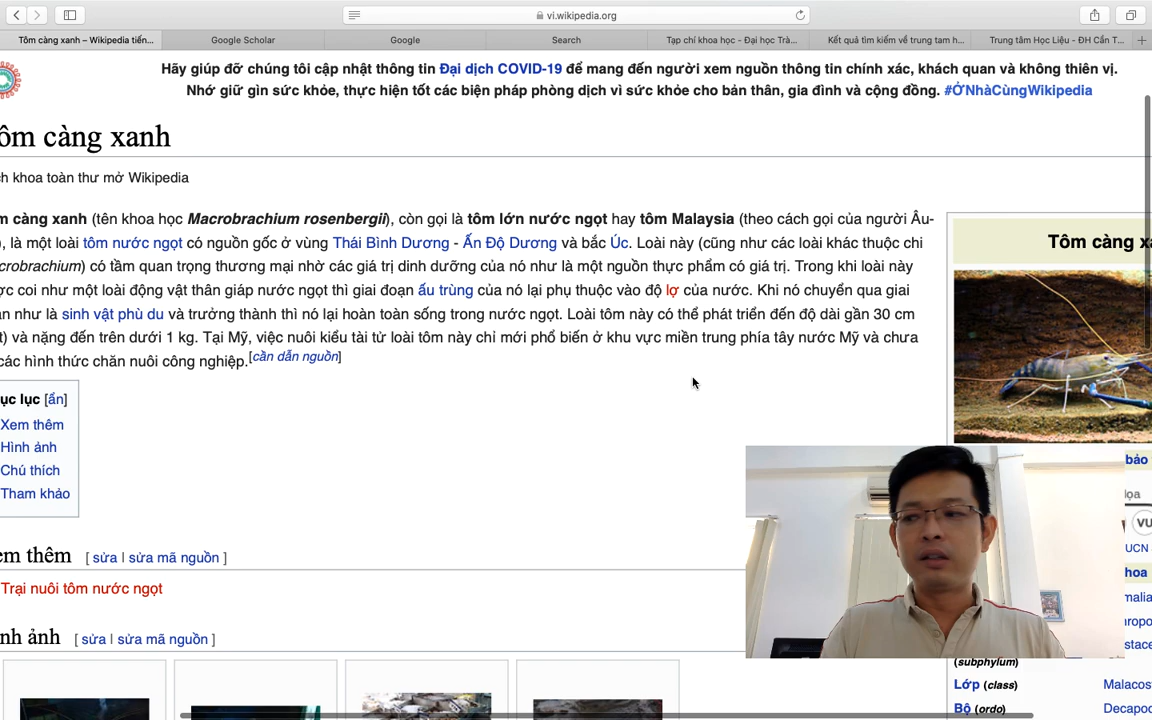 vi.wikipedia.org
Tôm càng xanh – Wikipedia tiến...
Google Scholar
Google
Search
Tạp chí khoa học - Đại học Trà...
Kết quả tìm kiếm về trung tam h...
Trung tâm Học Liệu - ĐH Cần T...
Hãy giúp đỡ chúng tôi cập nhật thông tin Đại dịch COVID-19 để mang đến người xem nguồn thông tin chính xác, khách quan và không thiên vị.
Nhớ giữ gìn sức khỏe, thực hiện tốt các biện pháp phòng dịch vì sức khỏe cho bản thân, gia đình và cộng đồng. #ỞNhàCùngWikipedia
ôm càng xanh
ch khoa toàn thư mở Wikipedia
m càng xanh (tên khoa học Macrobrachium rosenbergii), còn gọi là tôm lớn nước ngọt hay tôm Malaysia (theo cách gọi của người Âu-
), là một loài tôm nước ngọt có nguồn gốc ở vùng Thái Bình Dương - Ấn Độ Dương và bắc Úc. Loài này (cũng như các loài khác thuộc chi
crobrachium) có tầm quan trọng thương mại nhờ các giá trị dinh dưỡng của nó như là một nguồn thực phẩm có giá trị. Trong khi loài này
ợc coi như một loài động vật thân giáp nước ngọt thì giai đoạn ấu trùng của nó lại phụ thuộc vào độ lợ của nước. Khi nó chuyển qua giai
n như là sinh vật phù du và trưởng thành thì nó lại hoàn toàn sống trong nước ngọt. Loài tôm này có thể phát triển đến độ dài gần 30 cm
t) và nặng đến trên dưới 1 kg. Tại Mỹ, việc nuôi kiểu tài tử loài tôm này chỉ mới phổ biến ở khu vực miền trung phía tây nước Mỹ và chưa
các hình thức chăn nuôi công nghiệp.[cần dẫn nguồn]
Tôm càng xa
ục lục [ẩn]
Xem thêm
Hình ảnh
Chú thích
Tham khảo
em thêm [ sửa | sửa mã nguồn ]
Trại nuôi tôm nước ngọt
nh ảnh [ sửa | sửa mã nguồn ]
bảo
ọa
VU
UCN
hoa
malia
hropo
stace
(subphylum)
Lớp (class) Malacos
Bộ (ordo) Decapoc